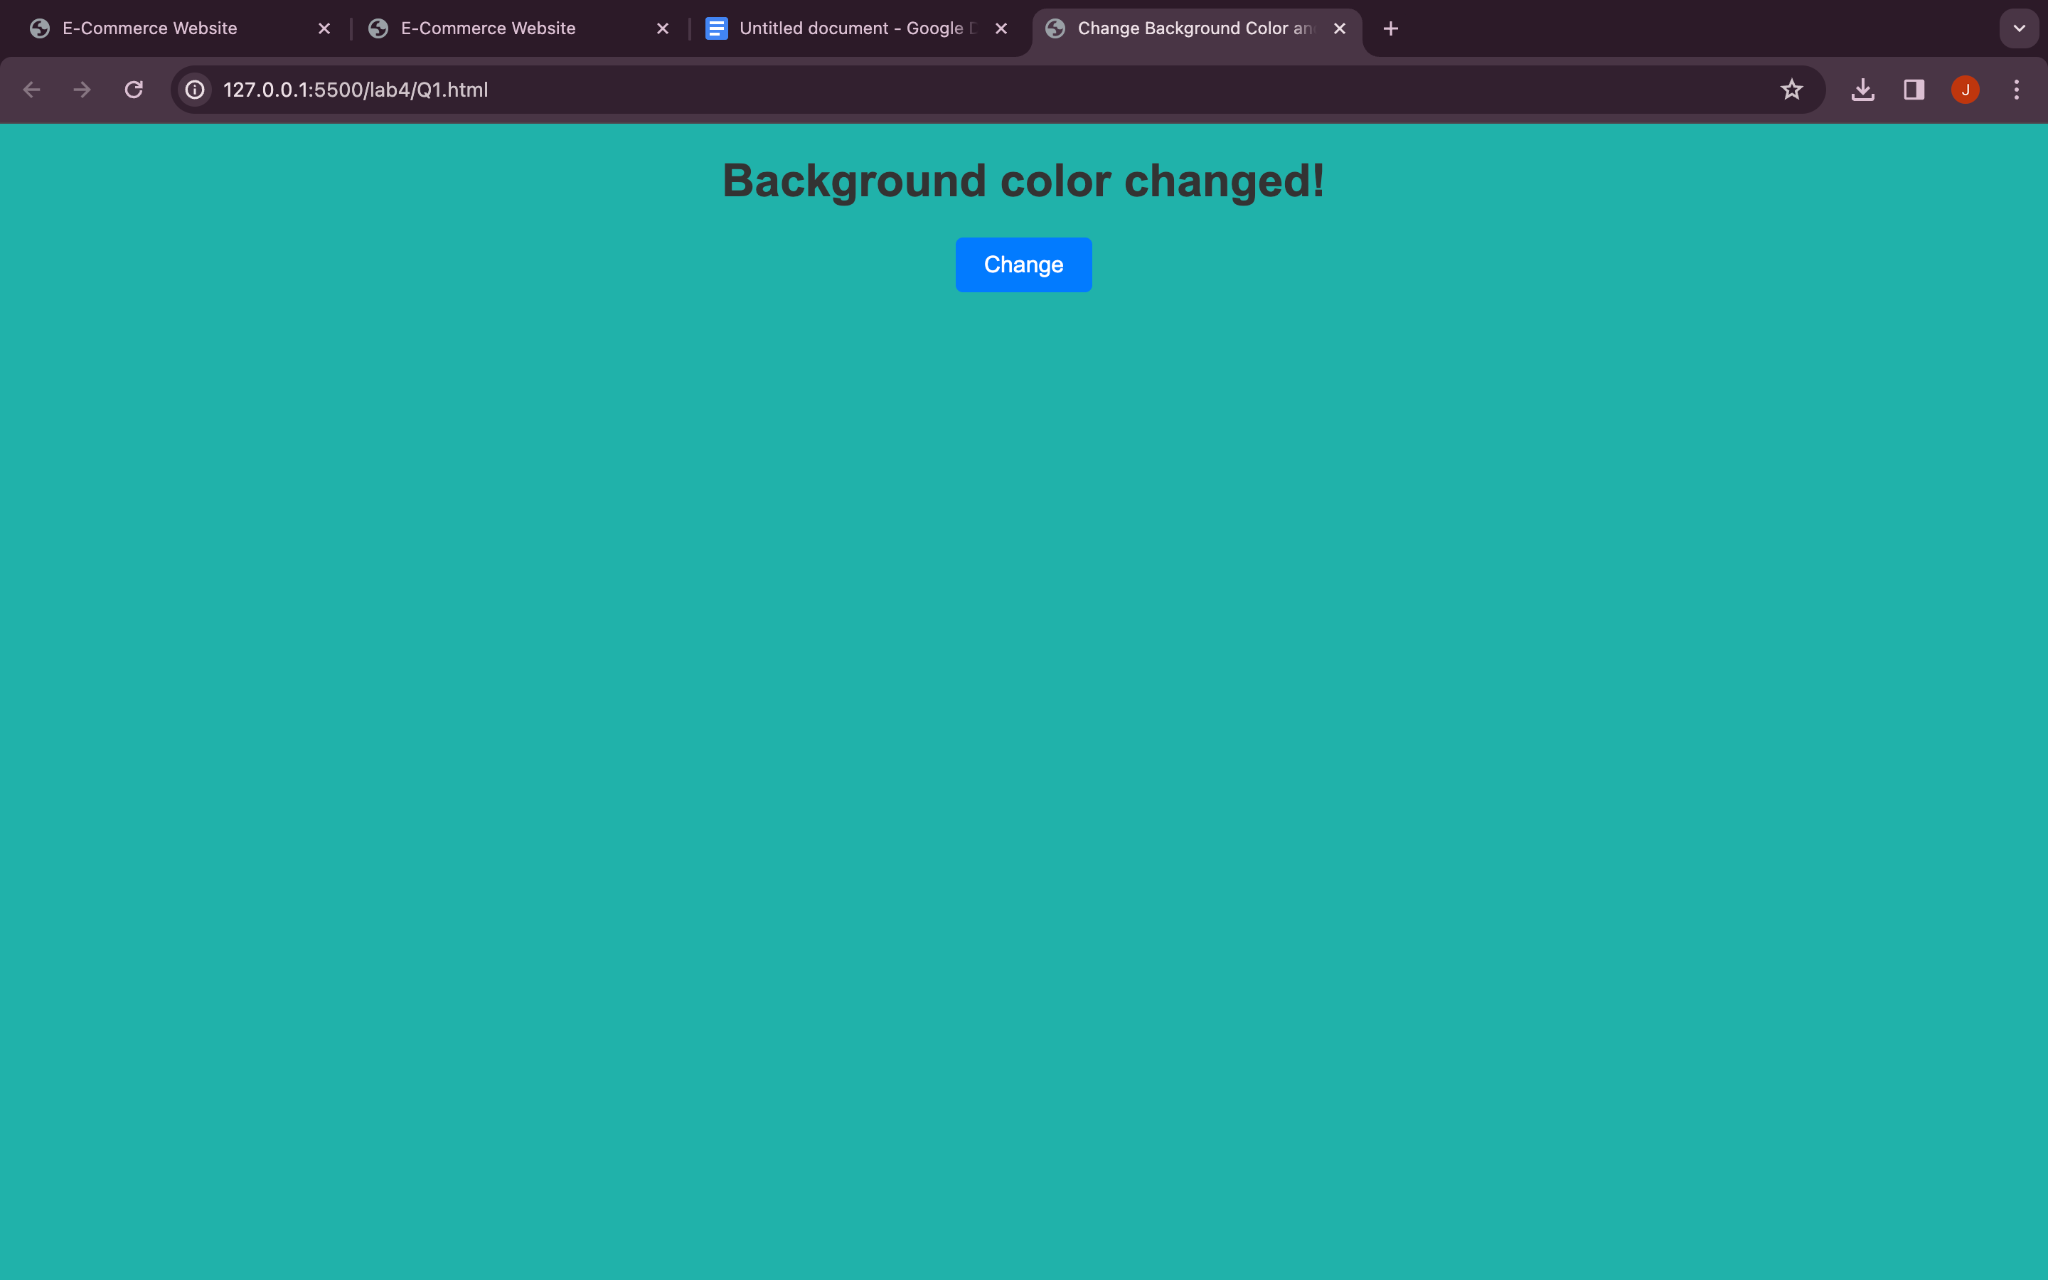 E-Commerce Website
E-Commerce Website
Untitled document - Google
Change Background Color
127.0.0.1:5500/lab4/Q1.html
J
Background color changed!
Change